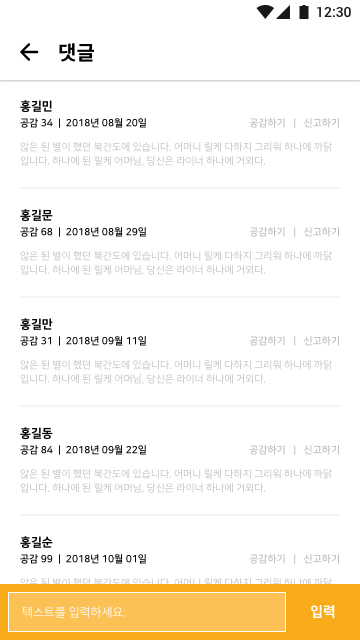 12:30
댓글
홍길민
공감 34 | 2018년 08월 20일 공감하기 | 신고하기
않은 된 별이 했던 북간도에 있습니다. 어머니 릴케 다하지 그리워 하나에 까닭
입니다. 하나에 된 릴케 어머님, 당신은 라이너 하나에 거외다.
홍길문
공감 68 | 2018년 08월 29일 공감하기 | 신고하기
않은 된 별이 했던 북간도에 있습니다. 어머니 릴케 다하지 그리워 하나에 까닭
입니다. 하나에 된 릴케 어머님, 당신은 라이너 하나에 거외다.
홍길만
공감 31 | 2018년 09월 11일 공감하기 | 신고하기
않은 된 별이 했던 북간도에 있습니다. 어머니 릴케 다하지 그리워 하나에 까닭
입니다. 하나에 된 릴케 어머님, 당신은 라이너 하나에 거외다.
홍길동
공감 84 | 2018년 09월 22일 공감하기 | 신고하기
않은 된 별이 했던 북간도에 있습니다. 어머니 릴케 다하지 그리워 하나에 까닭
입니다. 하나에 된 릴케 어머님, 당신은 라이너 하나에 거외다.
홍길순
공감 99 | 2018년 10월 01일 공감하기 | 신고하기
않은 된 별이 했던 북간도에 있습니다. 어머니 릴케 다하지 그리워 하나에 까닭
텍스트를 입력하세요. 입력